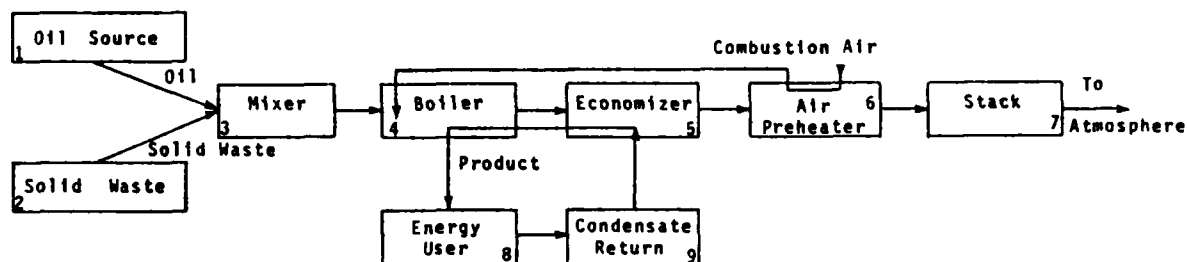 Oil Source
1
Oil
Solid Waste
Solid Waste
2
Mixer
3
Boiler
4
Economizer
5
Combustion Air
Air
Preheater
6
Stack
7
To
Atmosphere
Product
Energy
User
8
Condensate
Return
9